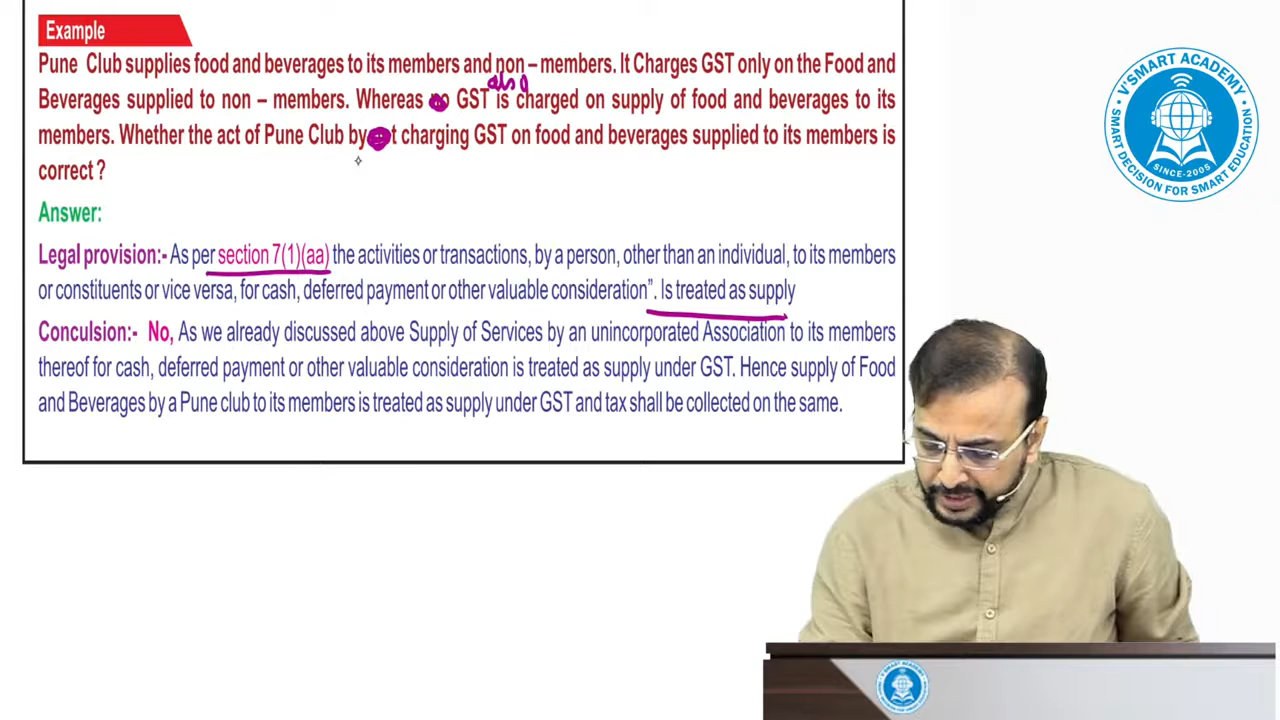 Example
Pune Club supplies food and beverages to its members and non – members. It Charges GST only on the Food and
also
Beverages supplied to non – members. Whereas GST is charged on supply of food and beverages to its
members. Whether the act of Pune Club by t charging GST on food and beverages supplied to its members is
correct ?
Answer:
Legal provision:- As per section 7(1)(aa) the activities or transactions, by a person, other than an individual, to its members
or constituents or vice versa, for cash, deferred payment or other valuable consideration”. Is treated as supply
Conculsion:- No, As we already discussed above Supply of Services by an unincorporated Association to its members
thereof for cash, deferred payment or other valuable consideration is treated as supply under GST. Hence supply of Food
and Beverages by a Pune club to its members is treated as supply under GST and tax shall be collected on the same.
VSMART ACADEMY
SINCE-2005
SMART DECISION FOR SMART EDUCATION
VSMART ACADEMY